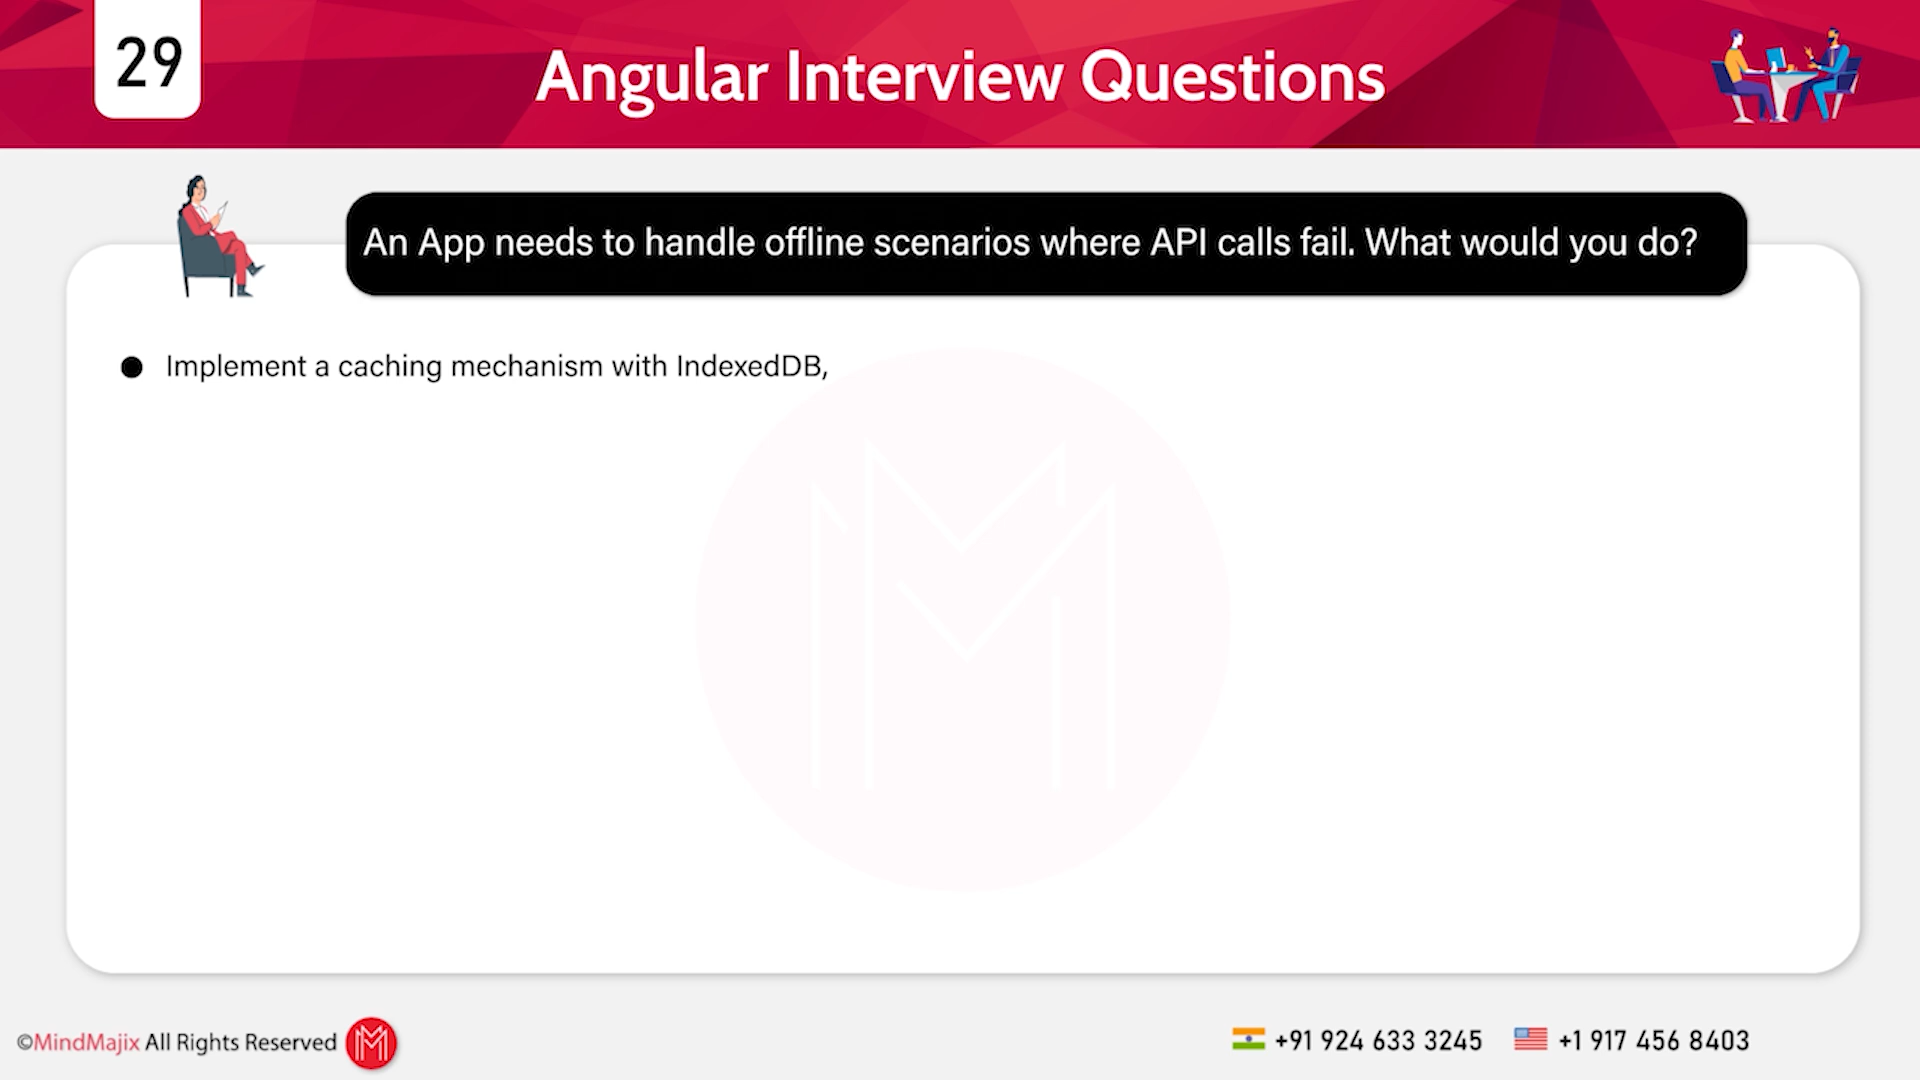 29
Angular Interview Questions
An App needs to handle offline scenarios where API calls fail. What would you do?
● Implement a caching mechanism with IndexedDB,
©MindMajix All Rights Reserved
+91 924 633 3245
+1 917 456 8403